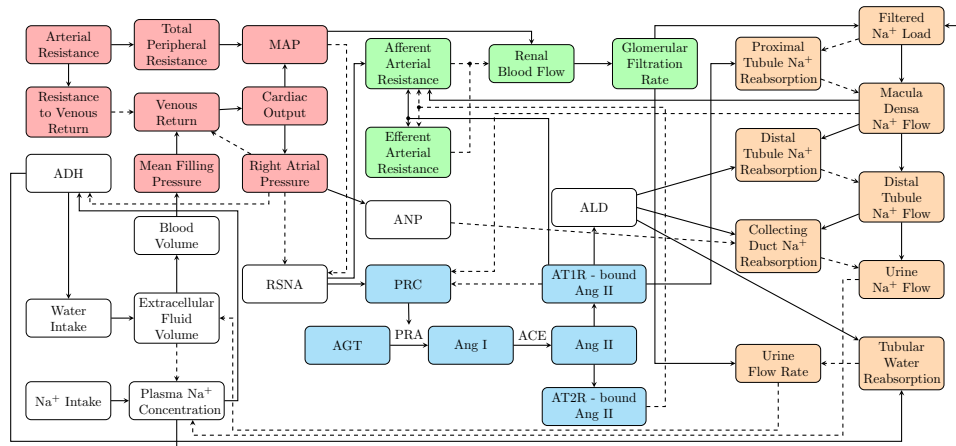 Arterial
Resistance
Total
Peripheral
Resistance
MAP
Afferent
Arterial
Resistance
Renal
Blood Flow
Glomerular
Filtration
Rate
Proximal
Tubule Na⁺
Reabsorption
Filtered
Na⁺ Load
Resistance
to Venous
Return
Venous
Return
Cardiac
Output
Macula
Densa
Na⁺ Flow
Efferent
Arterial
Resistance
Distal
Tubule Na⁺
Reabsorption
ADH
Mean Filling
Pressure
Right Atrial
Pressure
Distal
Tubule
Na⁺ Flow
Blood
Volume
ANP
ALD
Collecting
Duct Na⁺
Reabsorption
RSNA
PRC
AT1R - bound
Ang II
Urine
Na⁺ Flow
Water
Intake
Extracellular
Fluid
Volume
AGT
PRA
Ang I
ACE
Ang II
Urine
Flow Rate
Tubular
Water
Reabsorption
Na⁺ Intake
Plasma Na⁺
Concentration
AT2R - bound
Ang II